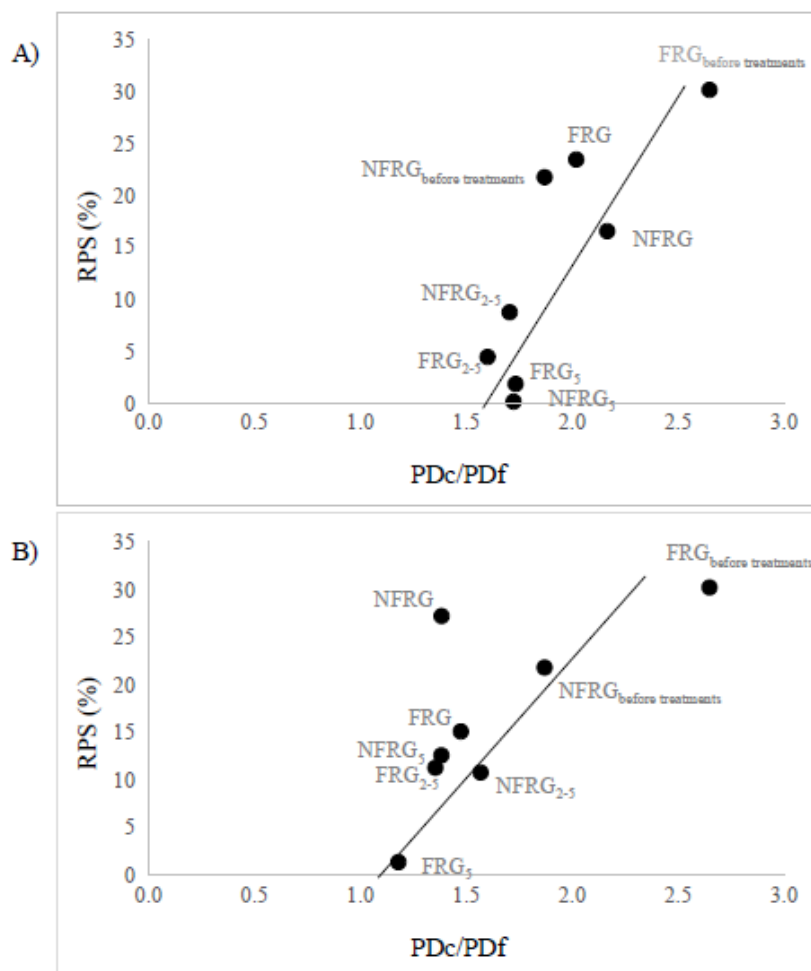 A)
35
30
25
20
15
10
5
0
RPS (%)
FRGbefore treatments
FRG
NFRGbefore treatments
NFRG
NFRG2-5
FRG2-5
FRG5
NFRG5
0.0 0.5 1.0 1.5 2.0 2.5 3.0
PDc/PDf
B)
35
30
25
20
15
10
5
0
RPS (%)
FRGbefore treatments
NFRG
NFRGbefore treatments
FRG
NFRG5
FRG2-5
NFRG2-5
FRG5
0.0 0.5 1.0 1.5 2.0 2.5 3.0
PDc/PDf